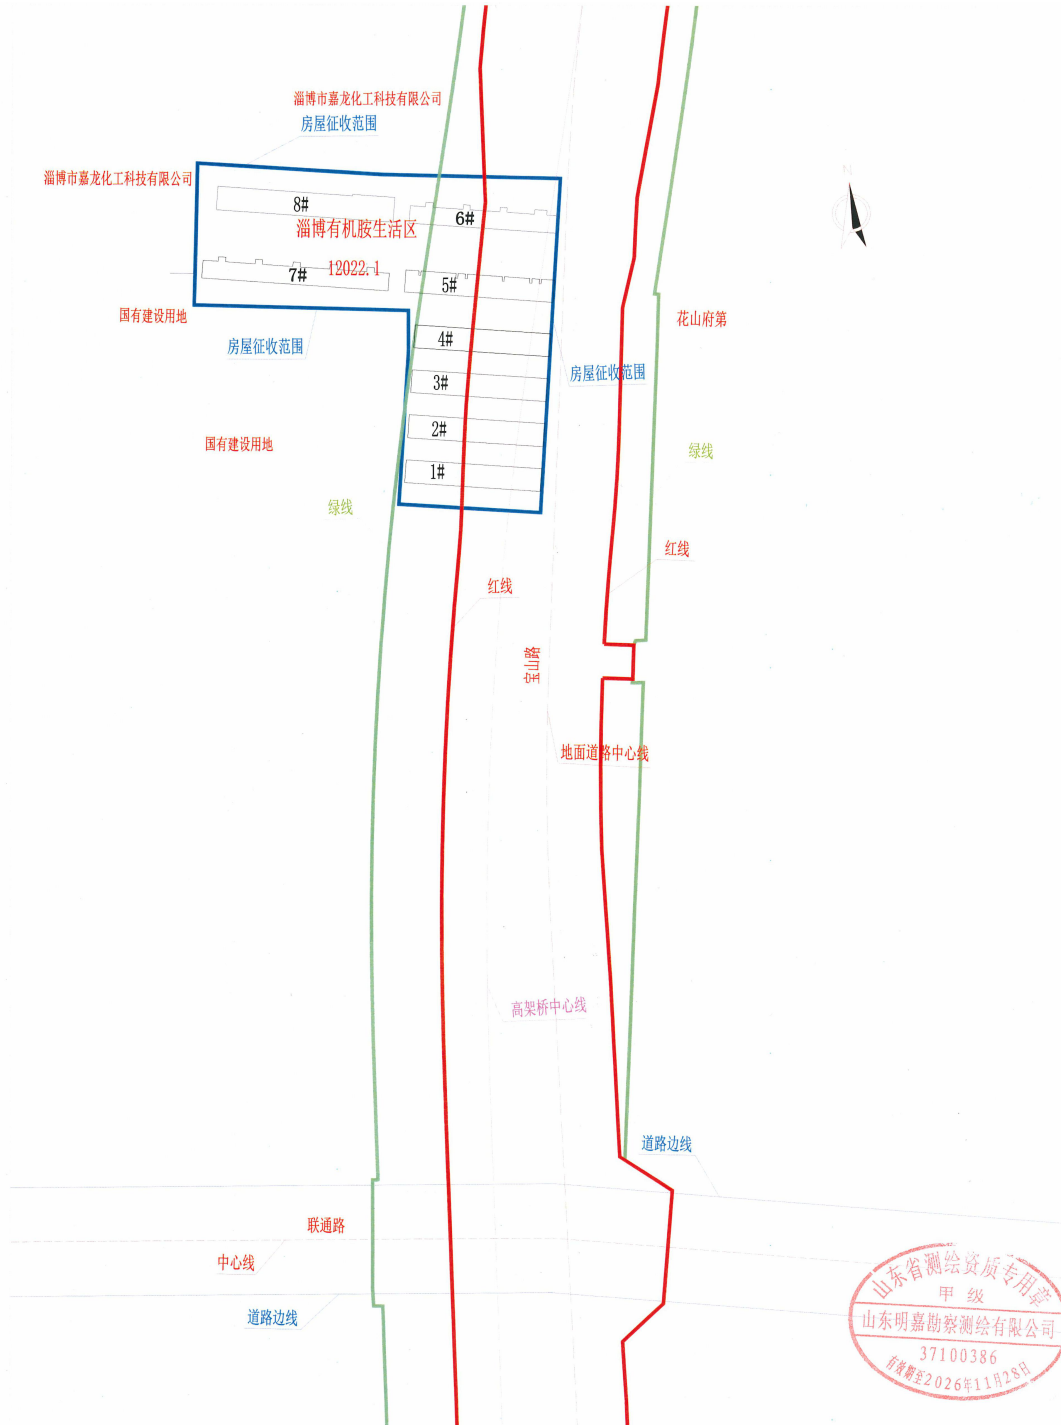 淄博市嘉龙化工科技有限公司
房屋征收范围
淄博市嘉龙化工科技有限公司
8#
6#
淄博有机胺生活区
7#
12022.1
5#
国有建设用地
花山府第
4#
房屋征收范围
房屋征收范围
3#
2#
国有建设用地
绿线
1#
绿线
红线
红线
宝山路
地面道路中心线
高架桥中心线
道路边线
联通路
中心线
道路边线
山东省测绘资质专用章
甲 级
山东明嘉勘察测绘有限公司
37100386
有效期至2026年11月28日